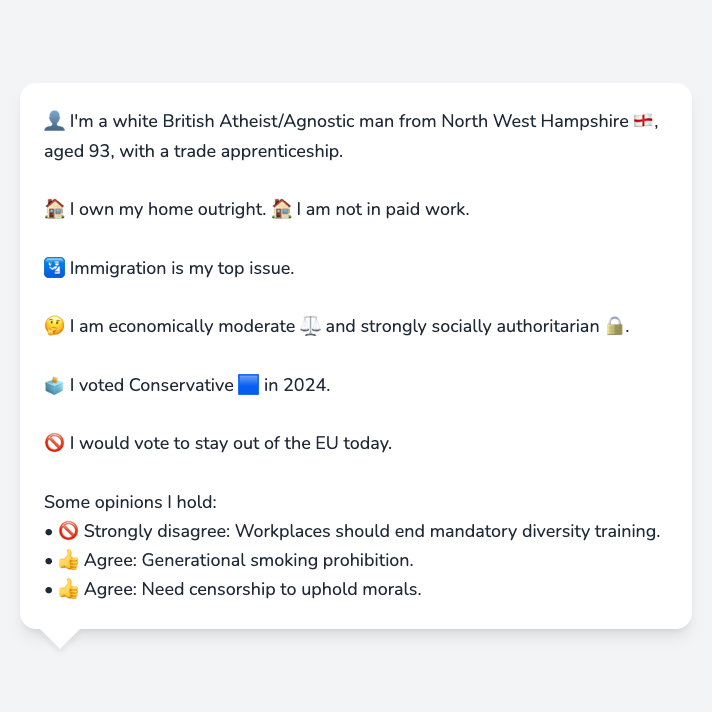 👤 I'm a white British Atheist/Agnostic man from North West Hampshire 🏴󠁧󠁢󠁥󠁮󠁧󠁿,
aged 93, with a trade apprenticeship.
🏠 I own my home outright. 🏠 I am not in paid work.
🛂 Immigration is my top issue.
🤔 I am economically moderate ⚖️ and strongly socially authoritarian 🔒.
🗳️ I voted Conservative 🟦 in 2024.
🚫 I would vote to stay out of the EU today.
Some opinions I hold:
• 🚫 Strongly disagree: Workplaces should end mandatory diversity training.
• 👍 Agree: Generational smoking prohibition.
• 👍 Agree: Need censorship to uphold morals.